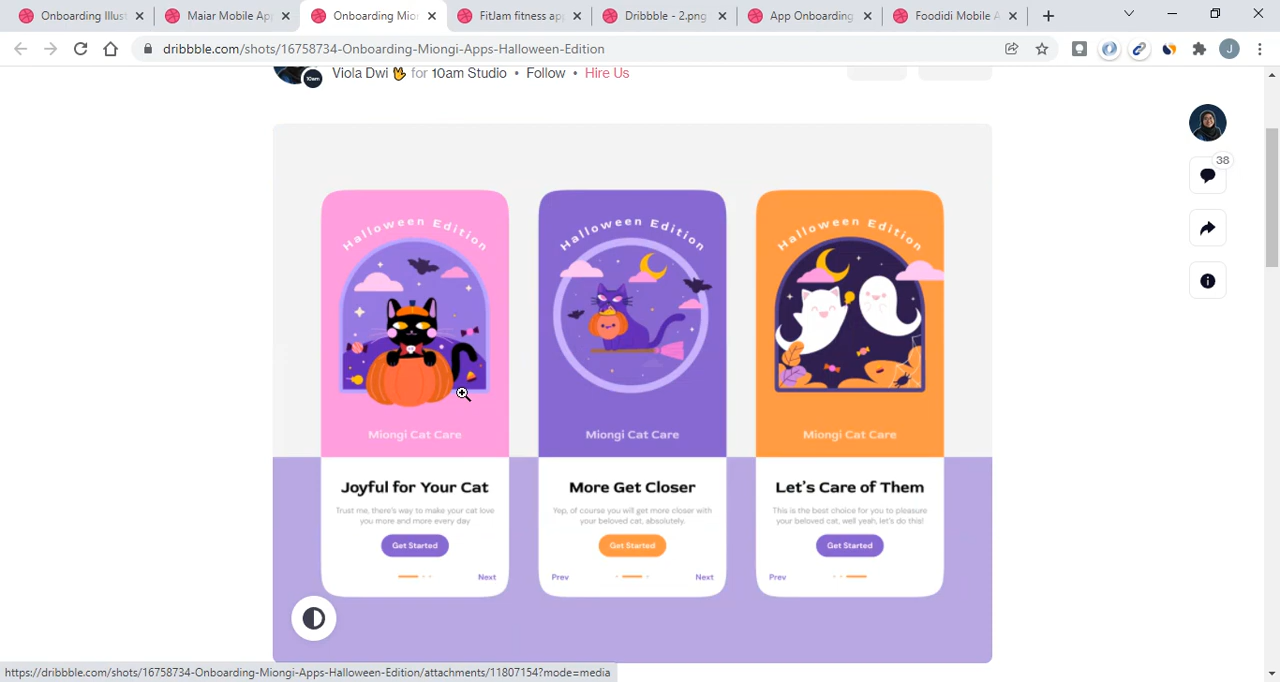 Onboarding Illust
Maiar Mobile Ap
Onboarding Mion
FitJam fitness ap
Dribbble - 2.png
App Onboarding
Foodidi Mobile A
dribbble.com/shots/16758734-Onboarding-Miongi-Apps-Halloween-Edition
J
10am
Viola Dwi 🤟 for 10am Studio • Follow • Hire Us
38
Halloween Edition
Halloween Edition
Halloween Edition
Miongi Cat Care
Miongi Cat Care
Miongi Cat Care
Joyful for Your Cat
Trust me, there's way to make your cat love
you more and more every day
Get Started
Next
More Get Closer
Yep, of course you will get more closer with
your beloved cat, absolutely.
Get Started
Prev
Next
Let's Care of Them
This is the best choice for you to pleasure
your beloved cat, well yeah, let's do this!
Get Started
Prev
https://dribbble.com/shots/16758734-Onboarding-Miongi-Apps-Halloween-Edition/attachments/11807154?mode=media